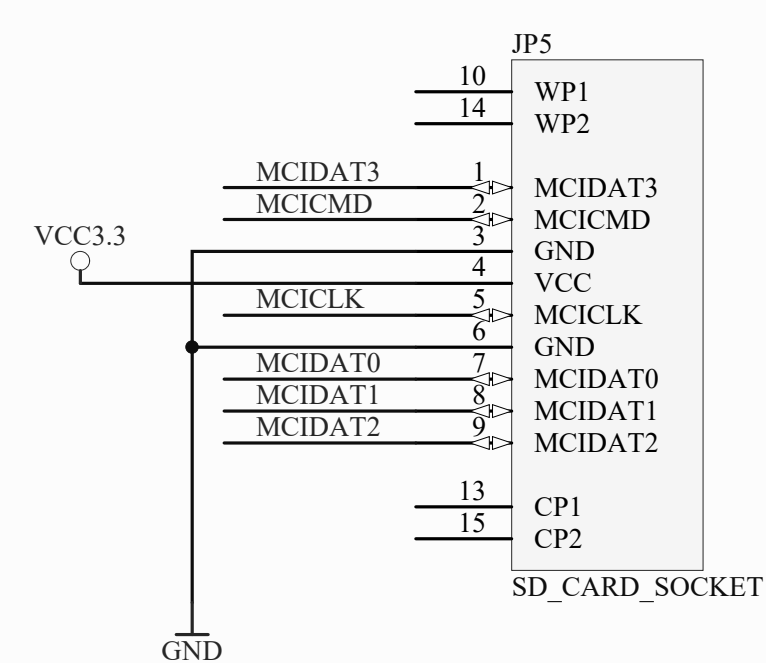 JP5
10 WP1
14 WP2
MCIDAT3 1 MCIDAT3
MCICMD 2 MCICMD
3 GND
VCC3.3
4 VCC
MCICLK 5 MCICLK
6 GND
MCIDAT0 7 MCIDAT0
MCIDAT1 8 MCIDAT1
MCIDAT2 9 MCIDAT2
13 CP1
15 CP2
SD_CARD_SOCKET
GND